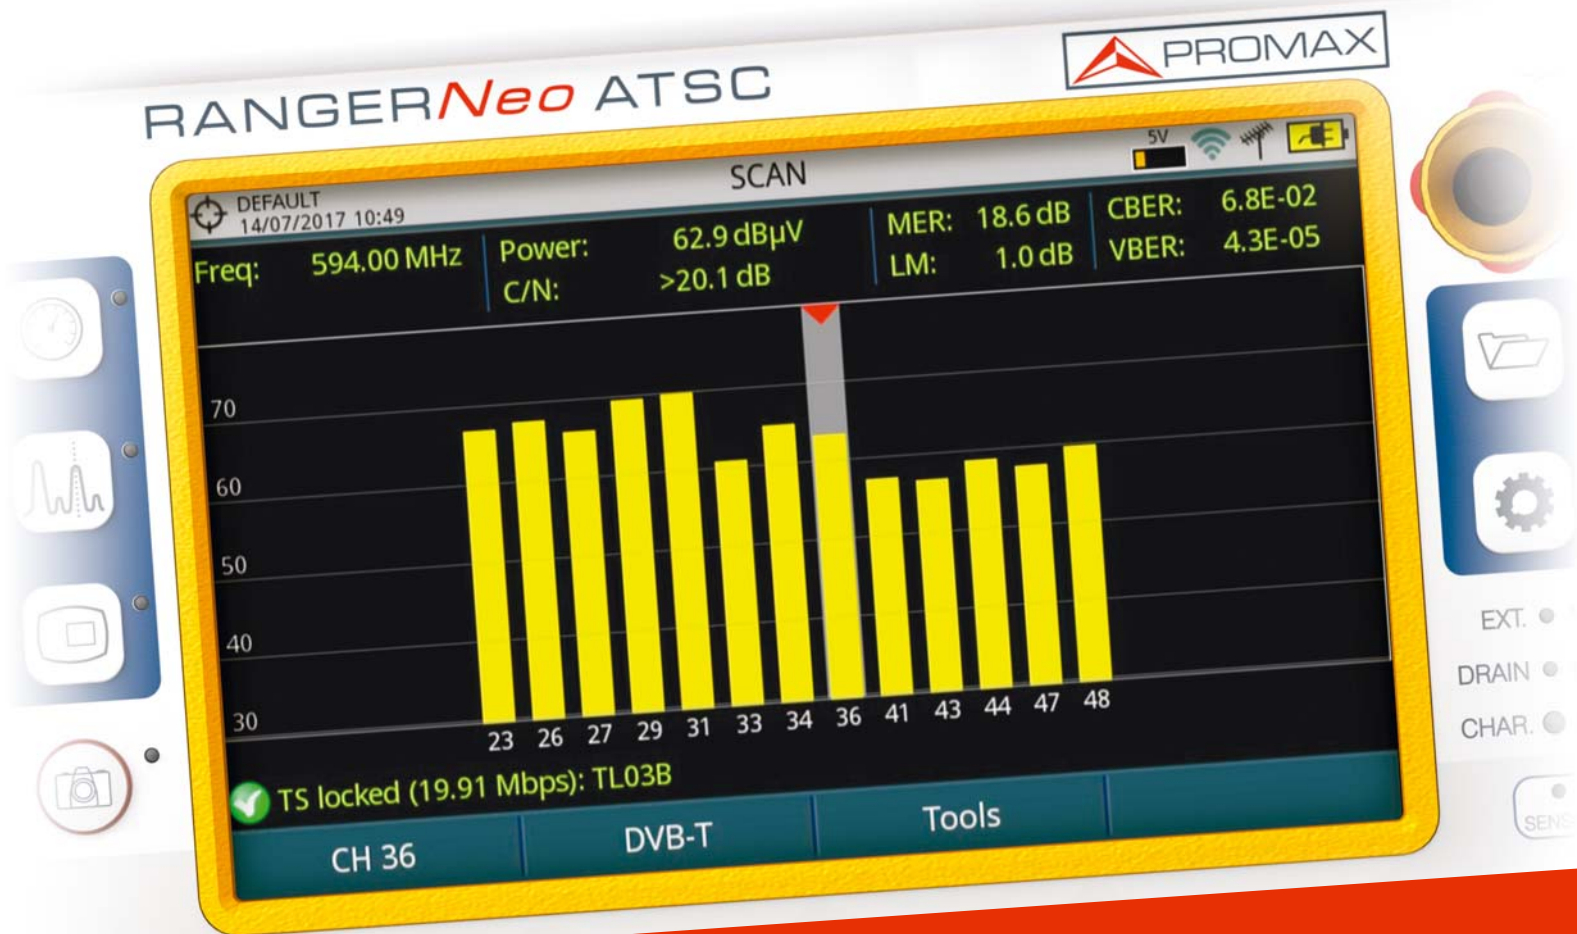 RANGERNeo ATSC
PROMAX
DEFAULT
14/07/2017 10:49
SCAN
5V
Freq: 594.00 MHz
Power: 62.9 dBµV
C/N: >20.1 dB
MER: 18.6 dB
LM: 1.0 dB
CBER: 6.8E-02
VBER: 4.3E-05
70
60
50
40
30
23 26 27 29 31 33 34 36 41 43 44 47 48
TS locked (19.91 Mbps): TL03B
CH 36
DVB-T
Tools
EXT.
DRAIN
CHAR.